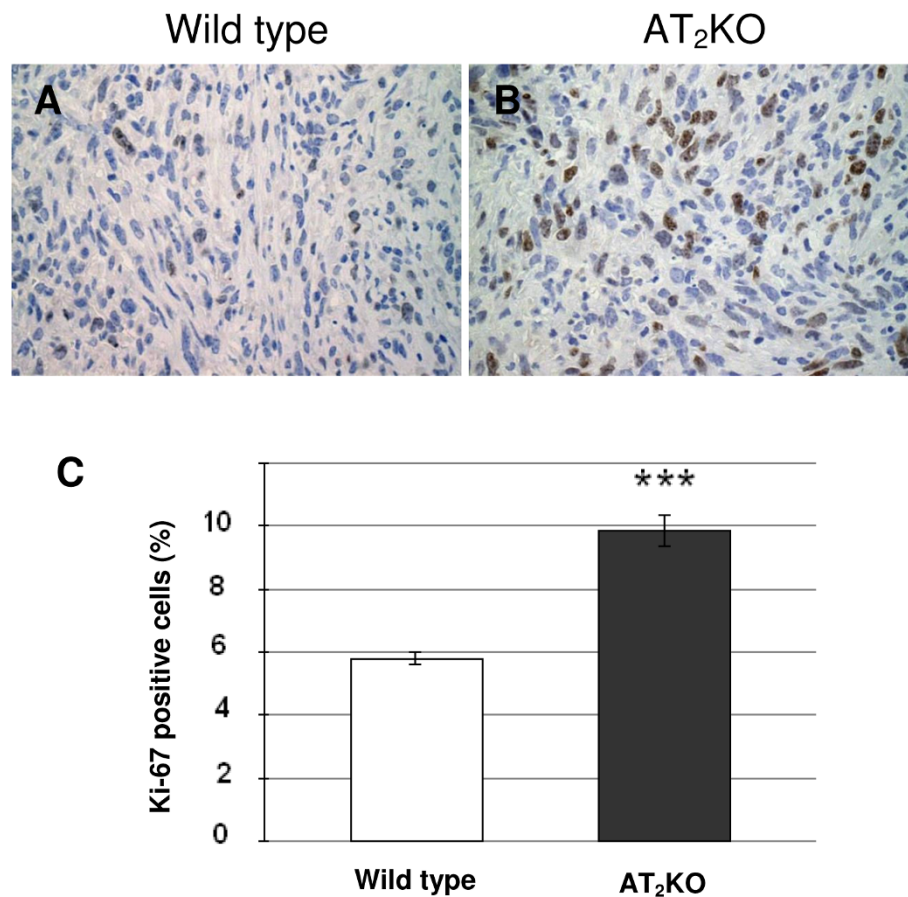 Wild type AT₂KO
A B
C
***
Ki-67 positive cells (%)
10
8
6
4
2
0
Wild type AT₂KO